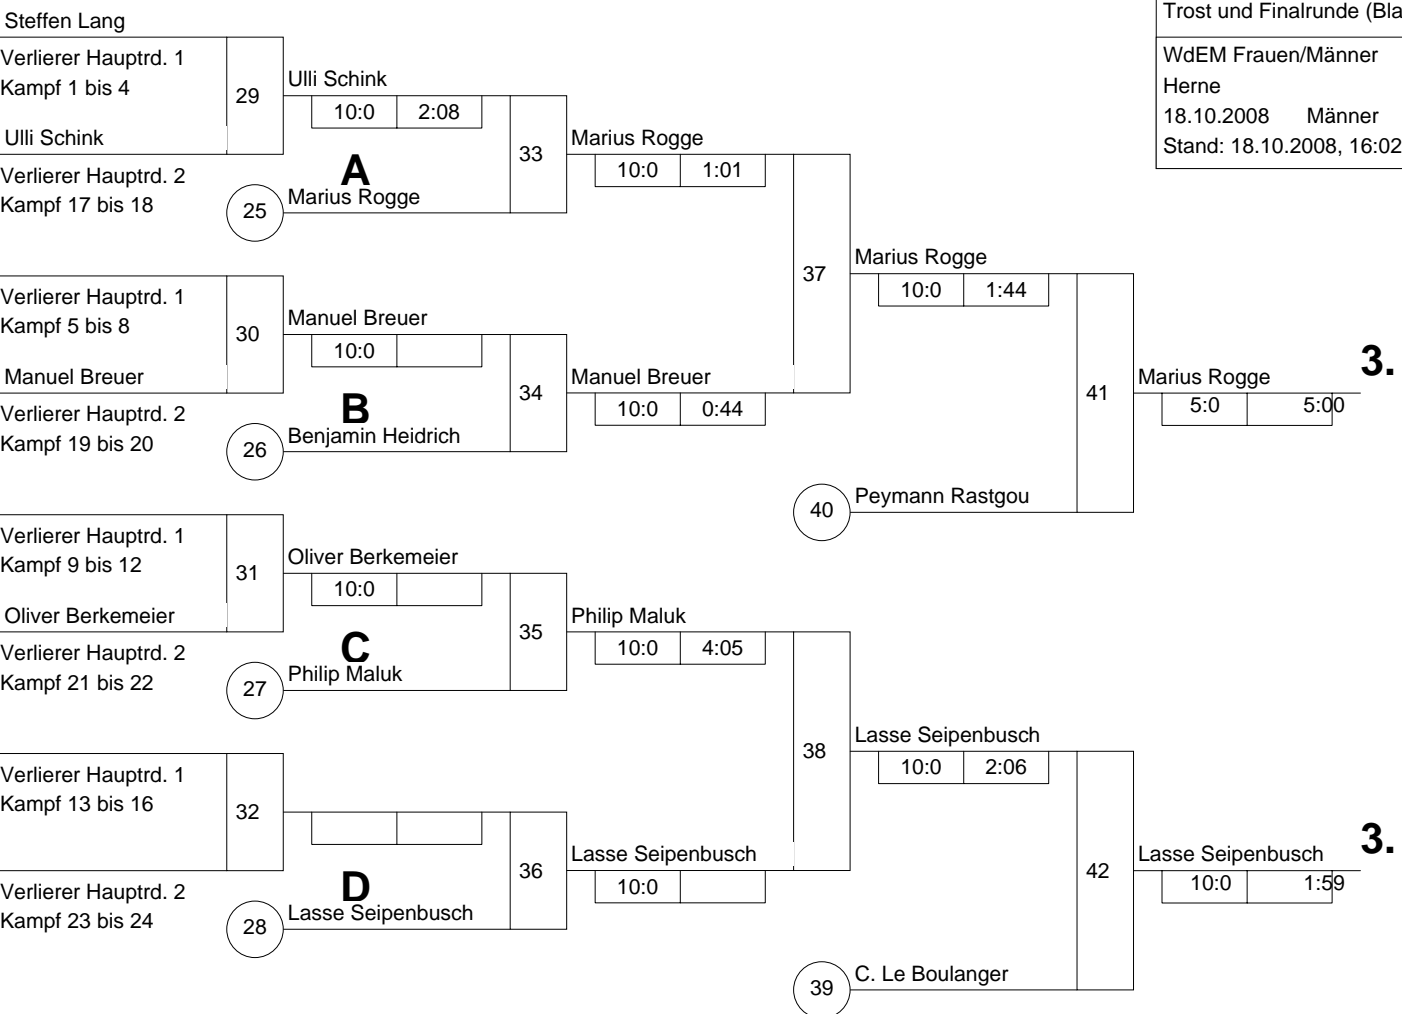 Steffen Lang
Verlierer Hauptrd. 1
Kampf 1 bis 4
29
Ulli Schink
Verlierer Hauptrd. 2
Kampf 17 bis 18
Ulli Schink
10:0 2:08
A
Marius Rogge
25
33
Marius Rogge
10:0 1:01
Verlierer Hauptrd. 1
Kampf 5 bis 8
30
Manuel Breuer
Verlierer Hauptrd. 2
Kampf 19 bis 20
Manuel Breuer
10:0
B
Benjamin Heidrich
26
34
Manuel Breuer
10:0 0:44
37
Marius Rogge
10:0 1:44
41
40
Peymann Rastgou
Marius Rogge
5:0 5:00
3.
Verlierer Hauptrd. 1
Kampf 9 bis 12
31
Oliver Berkemeier
Verlierer Hauptrd. 2
Kampf 21 bis 22
Oliver Berkemeier
10:0
C
Philip Maluk
27
35
Philip Maluk
10:0 4:05
Verlierer Hauptrd. 1
Kampf 13 bis 16
32
Verlierer Hauptrd. 2
Kampf 23 bis 24
D
Lasse Seipenbusch
28
36
Lasse Seipenbusch
10:0
38
Lasse Seipenbusch
10:0 2:06
42
39
C. Le Boulanger
Lasse Seipenbusch
10:0 1:59
3.
Trost und Finalrunde (Bla
WdEM Frauen/Männer
Herne
18.10.2008 Männer
Stand: 18.10.2008, 16:02